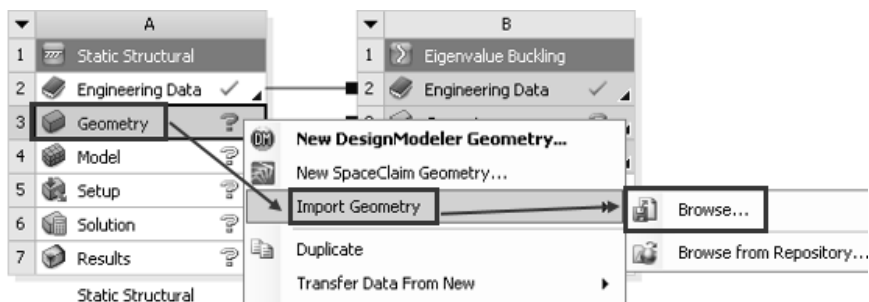 A
B
1 Static Structural
1 Eigenvalue Buckling
2 Engineering Data
2 Engineering Data
3 Geometry
4 Model
5 Setup
6 Solution
7 Results
Static Structural
DM New DesignModeler Geometry...
New SpaceClaim Geometry...
Import Geometry
Duplicate
Transfer Data From New
Browse...
Browse from Repository...